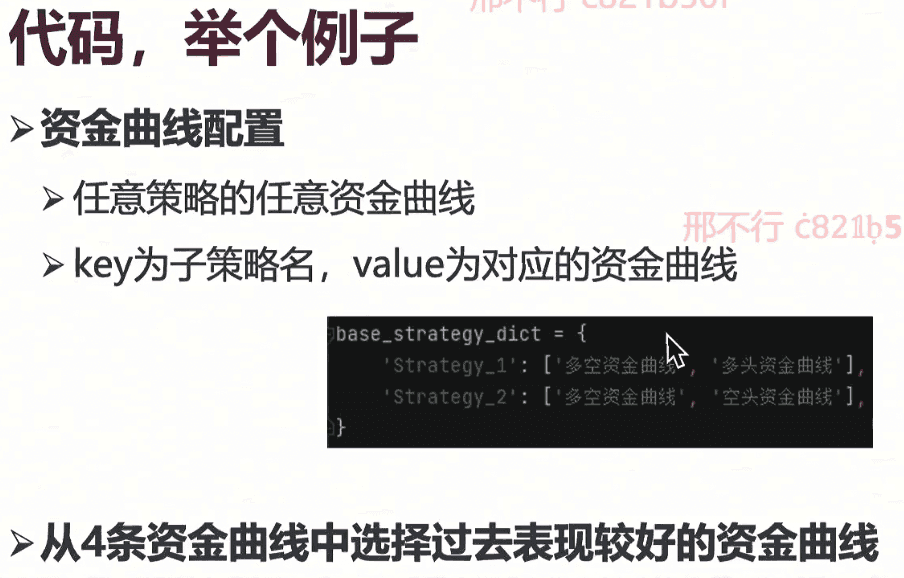 邢不行 c821b5
代码，举个例子
➢资金曲线配置
➢任意策略的任意资金曲线
邢不行 c821b5
➢key为子策略名，value为对应的资金曲线
base_strategy_dict = {
'Strategy_1': ['多空资金曲线', '多头资金曲线'],
'Strategy_2': ['多空资金曲线', '空头资金曲线'],
}
➢从4条资金曲线中选择过去表现较好的资金曲线